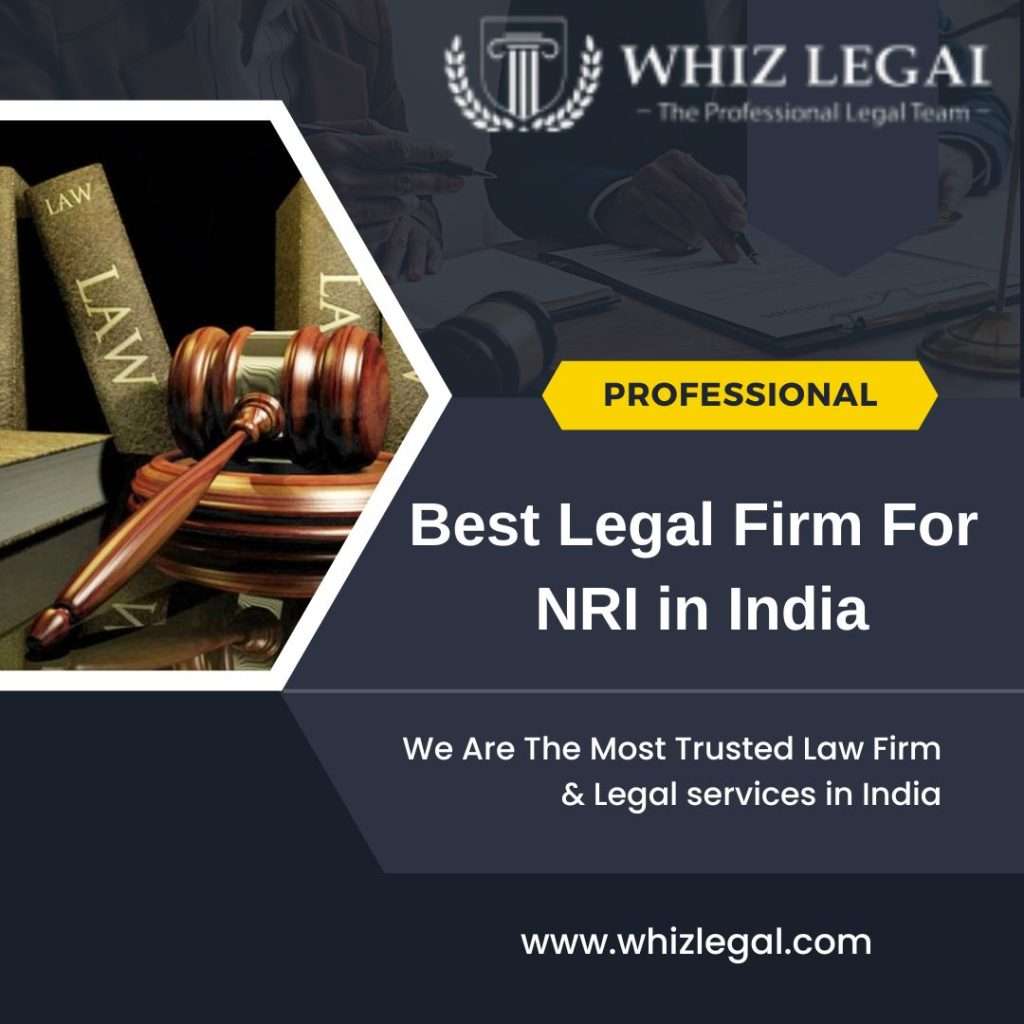 WHIZ LEGAL
- The Professional Legal Team -
LAW
LAW
LAW
PROFESSIONAL
Best Legal Firm For
NRI in India
We Are The Most Trusted Law Firm
& Legal services in India
www.whizlegal.com